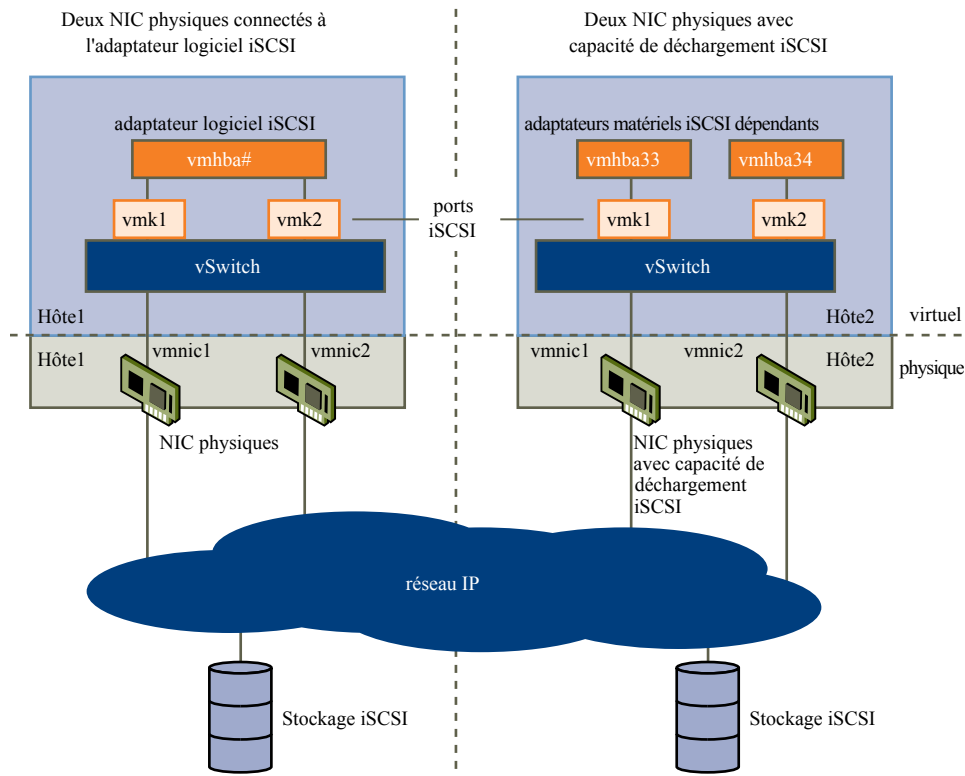 Deux NIC physiques connectés à
l'adaptateur logiciel iSCSI
Deux NIC physiques avec
capacité de déchargement iSCSI
adaptateur logiciel iSCSI
vmhba#
vmk1
vmk2
vSwitch
Hôte1
ports
iSCSI
adaptateurs matériels iSCSI dépendants
vmhba33
vmhba34
vmk1
vmk2
vSwitch
Hôte2
virtuel
Hôte1
vmnic1
vmnic2
NIC physiques
vmnic1
vmnic2
Hôte2
physique
NIC physiques
avec capacité de
déchargement
iSCSI
réseau IP
Stockage iSCSI
Stockage iSCSI